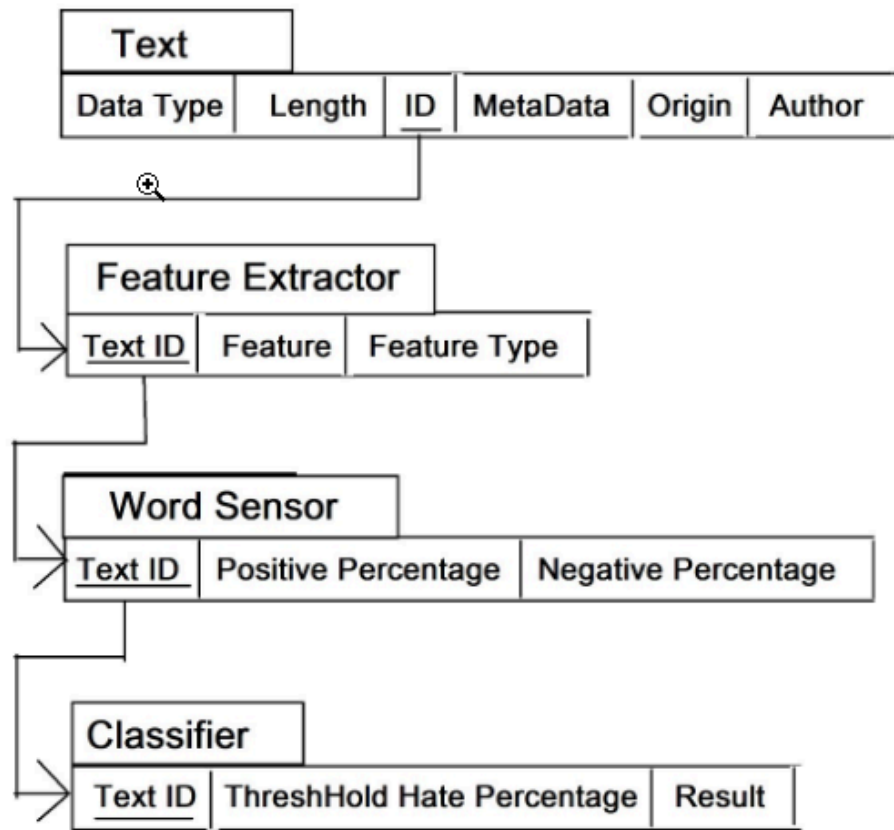 Text
Data Type Length ID MetaData Origin Author
Feature Extractor
Text ID Feature Feature Type
Word Sensor
Text ID Positive Percentage Negative Percentage
Classifier
Text ID ThreshHold Hate Percentage Result